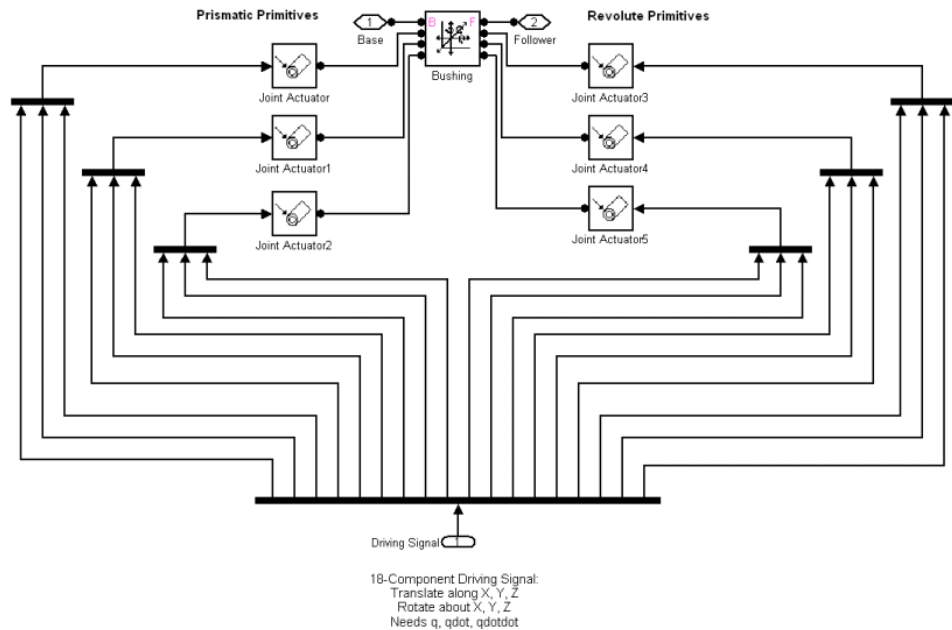 Prismatic Primitives
Revolute Primitives
1
B
F
2
Base
Follower
Bushing
Joint Actuator
Joint Actuator3
Joint Actuator1
Joint Actuator4
Joint Actuator2
Joint Actuator5
Driving Signal
1
18-Component Driving Signal:
Translate along X, Y, Z
Rotate about X, Y, Z
Needs q, qdot, qdotdot